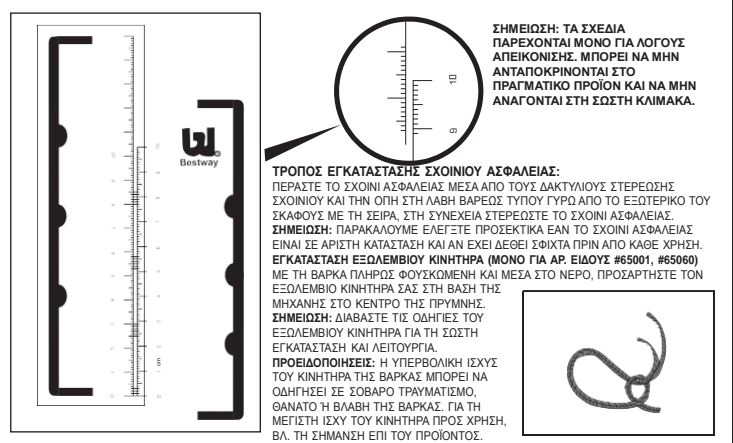 ΣΗΜΕΙΩΣΗ: ΤΑ ΣΧΕΔΙΑ
ΠΑΡΕΧΟΝΤΑΙ ΜΟΝΟ ΓΙΑ ΛΟΓΟΥΣ
ΑΠΕΙΚΟΝΙΣΗΣ. ΜΠΟΡΕΙ ΝΑ ΜΗΝ
ΑΝΤΑΠΟΚΡΙΝΟΝΤΑΙ ΣΤΟ
ΠΡΑΓΜΑΤΙΚΟ ΠΡΟΪΟΝ ΚΑΙ ΝΑ ΜΗΝ
ΑΝΑΓΟΝΤΑΙ ΣΤΗ ΣΩΣΤΗ ΚΛΙΜΑΚΑ.
10
9
Bestway
ΤΡΟΠΟΣ ΕΓΚΑΤΑΣΤΑΣΗΣ ΣΧΟΙΝΙΟΥ ΑΣΦΑΛΕΙΑΣ:
ΠΕΡΑΣΤΕ ΤΟ ΣΧΟΙΝΙ ΑΣΦΑΛΕΙΑΣ ΜΕΣΑ ΑΠΟ ΤΟΥΣ ΔΑΚΤΥΛΙΟΥΣ ΣΤΕΡΕΩΣΗΣ
ΣΧΟΙΝΙΟΥ ΚΑΙ ΤΗΝ ΟΠΗ ΣΤΗ ΛΑΒΗ ΒΑΡΕΩΣ ΤΥΠΟΥ ΓΥΡΩ ΑΠΟ ΤΟ ΕΞΩΤΕΡΙΚΟ ΤΟΥ
ΣΚΑΦΟΥΣ ΜΕ ΤΗ ΣΕΙΡΑ, ΣΤΗ ΣΥΝΕΧΕΙΑ ΣΤΕΡΕΩΣΤΕ ΤΟ ΣΧΟΙΝΙ ΑΣΦΑΛΕΙΑΣ.
ΣΗΜΕΙΩΣΗ: ΠΑΡΑΚΑΛΟΥΜΕ ΕΛΕΓΞΤΕ ΠΡΟΣΕΚΤΙΚΑ ΕΑΝ ΤΟ ΣΧΟΙΝΙ ΑΣΦΑΛΕΙΑΣ
ΕΙΝΑΙ ΣΕ ΑΡΙΣΤΗ ΚΑΤΑΣΤΑΣΗ ΚΑΙ ΑΝ ΕΧΕΙ ΔΕΘΕΙ ΣΦΙΧΤΑ ΠΡΙΝ ΑΠΟ ΚΑΘΕ ΧΡΗΣΗ.
ΕΓΚΑΤΑΣΤΑΣΗ ΕΞΩΛΕΜΒΙΟΥ ΚΙΝΗΤΗΡΑ (ΜΟΝΟ ΓΙΑ ΑΡ. ΕΙΔΟΥΣ #65001, #65060)
ΜΕ ΤΗ ΒΑΡΚΑ ΠΛΗΡΩΣ ΦΟΥΣΚΩΜΕΝΗ ΚΑΙ ΜΕΣΑ ΣΤΟ ΝΕΡΟ, ΠΡΟΣΑΡΤΗΣΤΕ ΤΟΝ
ΕΞΩΛΕΜΒΙΟ ΚΙΝΗΤΗΡΑ ΣΑΣ ΣΤΗ ΒΑΣΗ ΤΗΣ
ΜΗΧΑΝΗΣ ΣΤΟ ΚΕΝΤΡΟ ΤΗΣ ΠΡΥΜΝΗΣ.
ΣΗΜΕΙΩΣΗ: ΔΙΑΒΑΣΤΕ ΤΙΣ ΟΔΗΓΙΕΣ ΤΟΥ
ΕΞΩΛΕΜΒΙΟΥ ΚΙΝΗΤΗΡΑ ΓΙΑ ΤΗ ΣΩΣΤΗ
ΕΓΚΑΤΑΣΤΑΣΗ ΚΑΙ ΛΕΙΤΟΥΡΓΙΑ.
ΠΡΟΕΙΔΟΠΟΙΗΣΕΙΣ: Η ΥΠΕΡΒΟΛΙΚΗ ΙΣΧΥΣ
ΤΟΥ ΚΙΝΗΤΗΡΑ ΤΗΣ ΒΑΡΚΑΣ ΜΠΟΡΕΙ ΝΑ
ΟΔΗΓΗΣΕΙ ΣΕ ΣΟΒΑΡΟ ΤΡΑΥΜΑΤΙΣΜΟ,
ΘΑΝΑΤΟ Ή ΒΛΑΒΗ ΤΗΣ ΒΑΡΚΑΣ. ΓΙΑ ΤΗ
ΜΕΓΙΣΤΗ ΙΣΧΥ ΤΟΥ ΚΙΝΗΤΗΡΑ ΠΡΟΣ ΧΡΗΣΗ,
ΒΛ. ΤΗ ΣΗΜΑΝΣΗ ΕΠΙ ΤΟΥ ΠΡΟΪΟΝΤΟΣ.